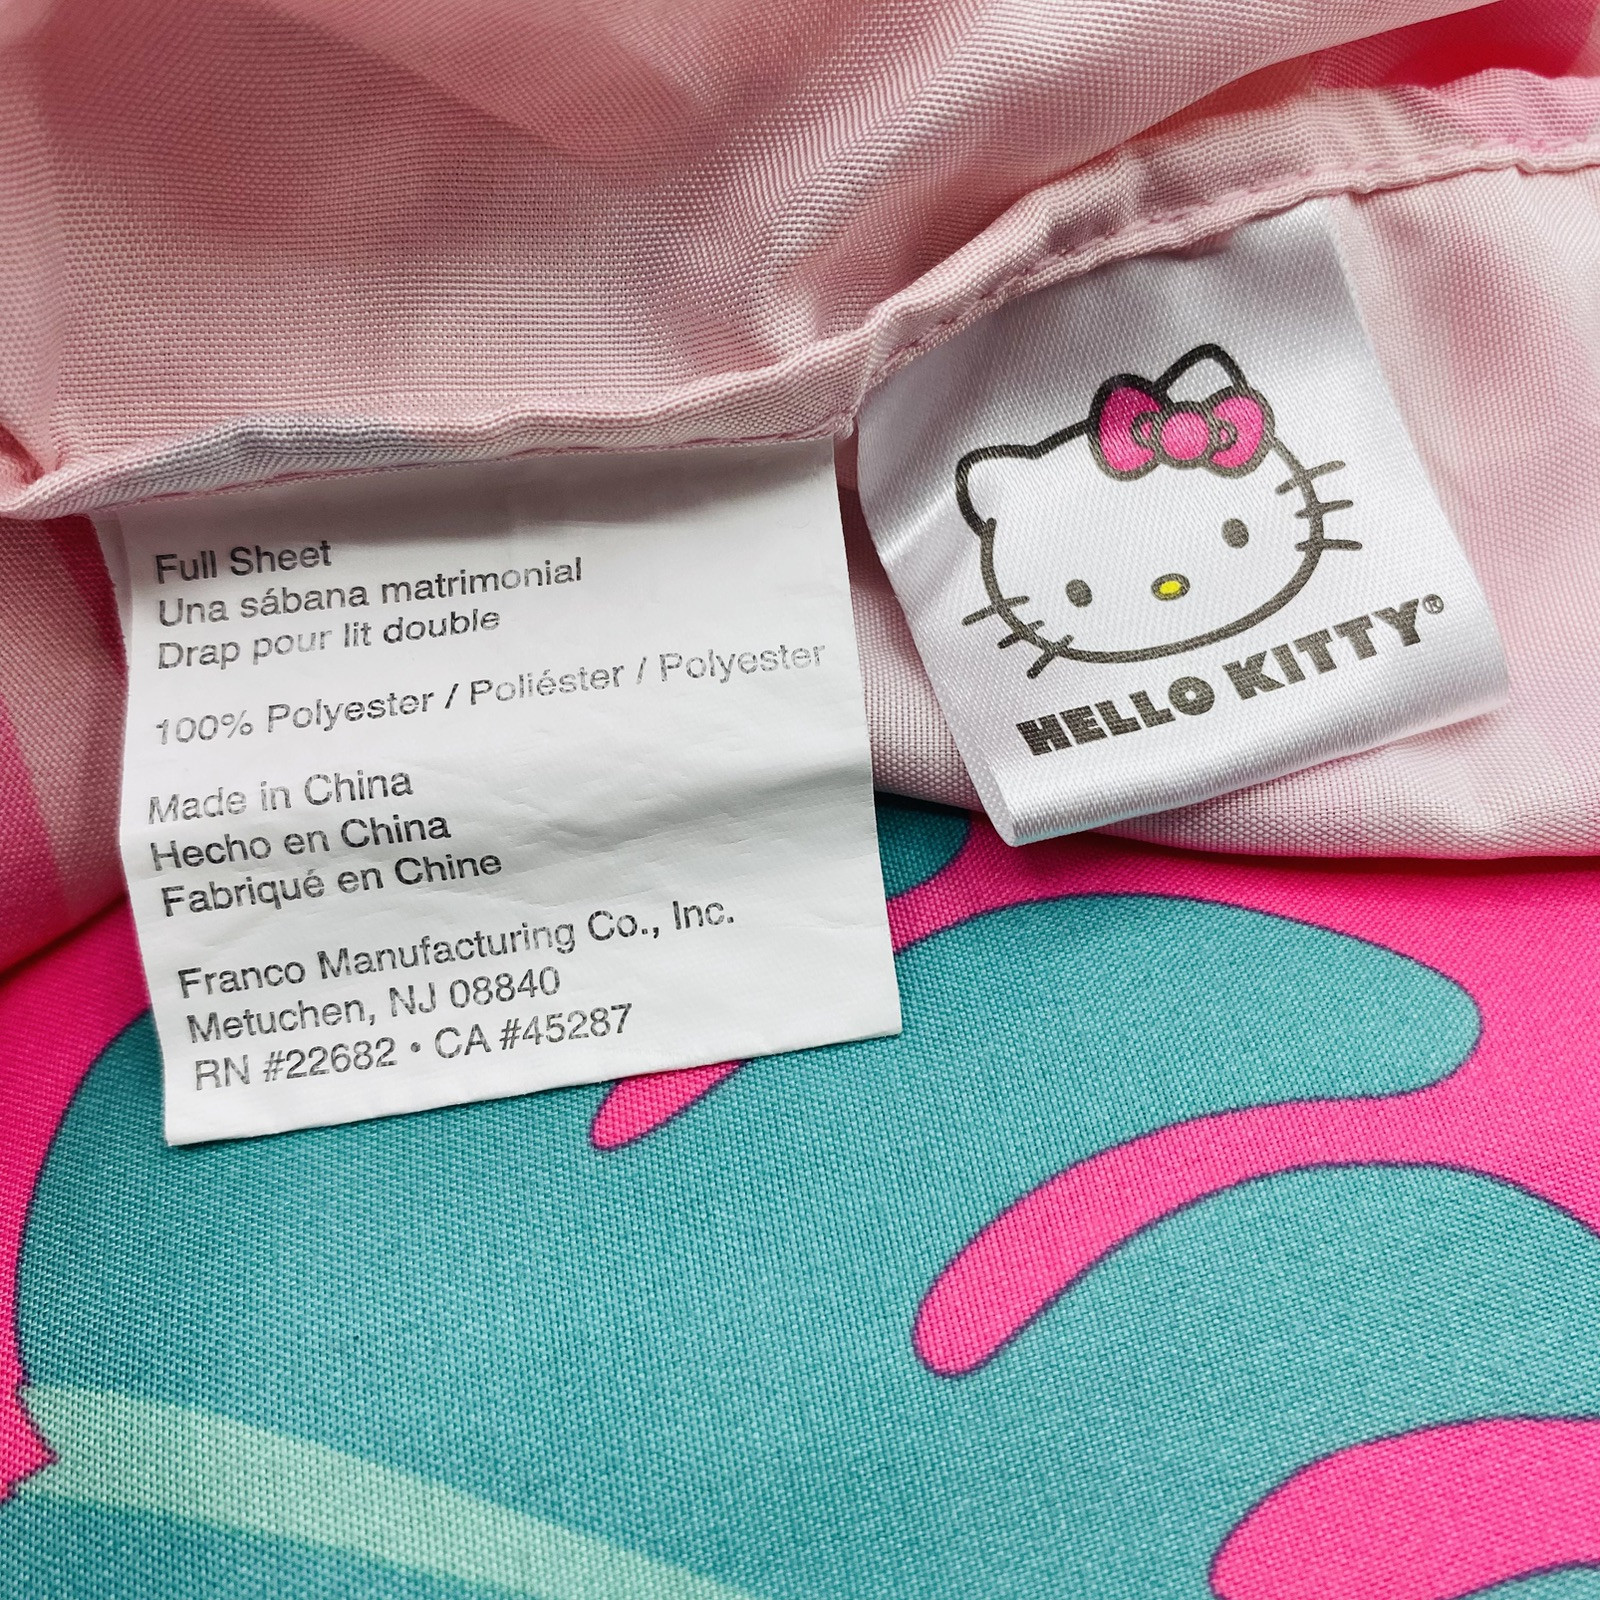 Full Sheet
Una sábana matrimonial
Drap pour lit double
100% Polyester / Poliéster / Polyester
Made in China
Hecho en China
Fabriqué en Chine
Franco Manufacturing Co., Inc.
Metuchen, NJ 08840
RN #22682 • CA #45287
HELLO KITTY®